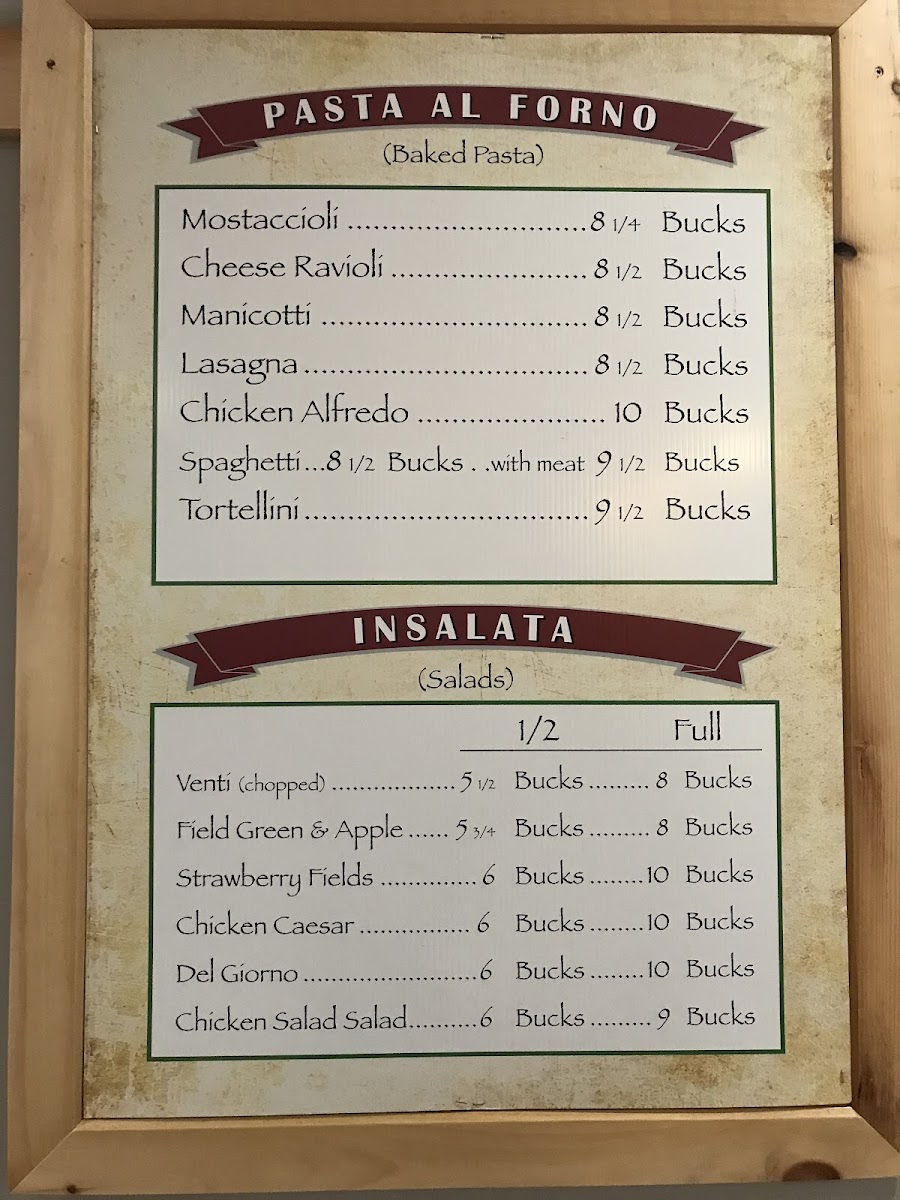 PASTA AL FORNO
(Baked Pasta)
Mostaccioli ............................8 1/4 Bucks
Cheese Ravioli ....................... 8 1/2 Bucks
Manicotti ............................... 8 1/2 Bucks
Lasagna ................................. 8 1/2 Bucks
Chicken Alfredo ...................... 10 Bucks
Spaghetti...8 1/2 Bucks . .with meat 9 1/2 Bucks
Tortellini.................................9 1/2 Bucks
INSALATA
(Salads)
1/2 Full
Venti (chopped) ..................5 1/2 Bucks ......... 8 Bucks
Field Green & Apple ...... 5 3/4 Bucks ......... 8 Bucks
Strawberry Fields .............. 6 Bucks ........10 Bucks
Chicken Caesar ................ 6 Bucks ........10 Bucks
Del Giorno .........................6 Bucks ........10 Bucks
Chicken Salad Salad..........6 Bucks ......... 9 Bucks